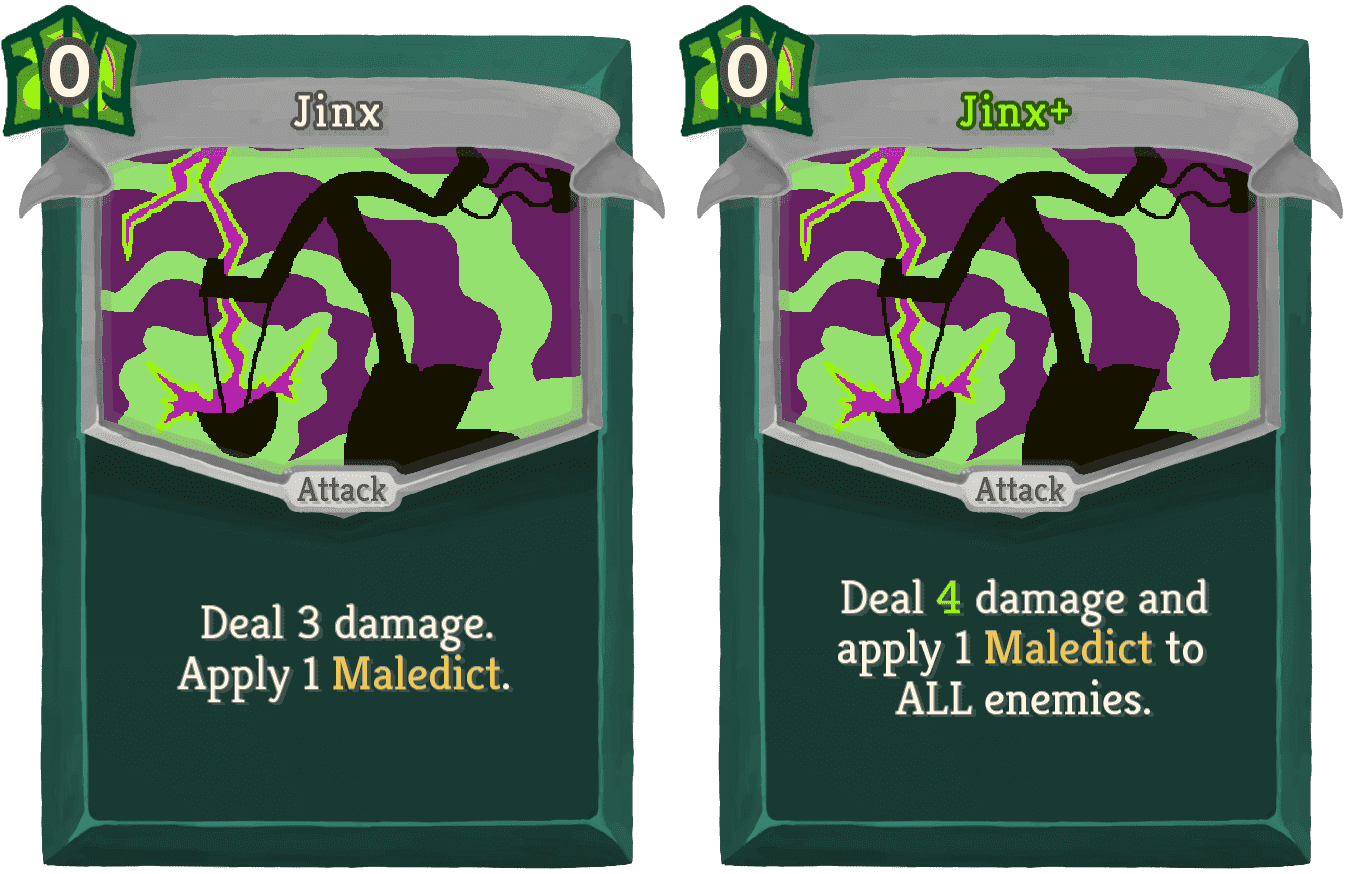 0
Jinx
Attack
Deal 3 damage.
Apply 1 Maledict.
0
Jinx+
Attack
Deal 4 damage and
apply 1 Maledict to
ALL enemies.